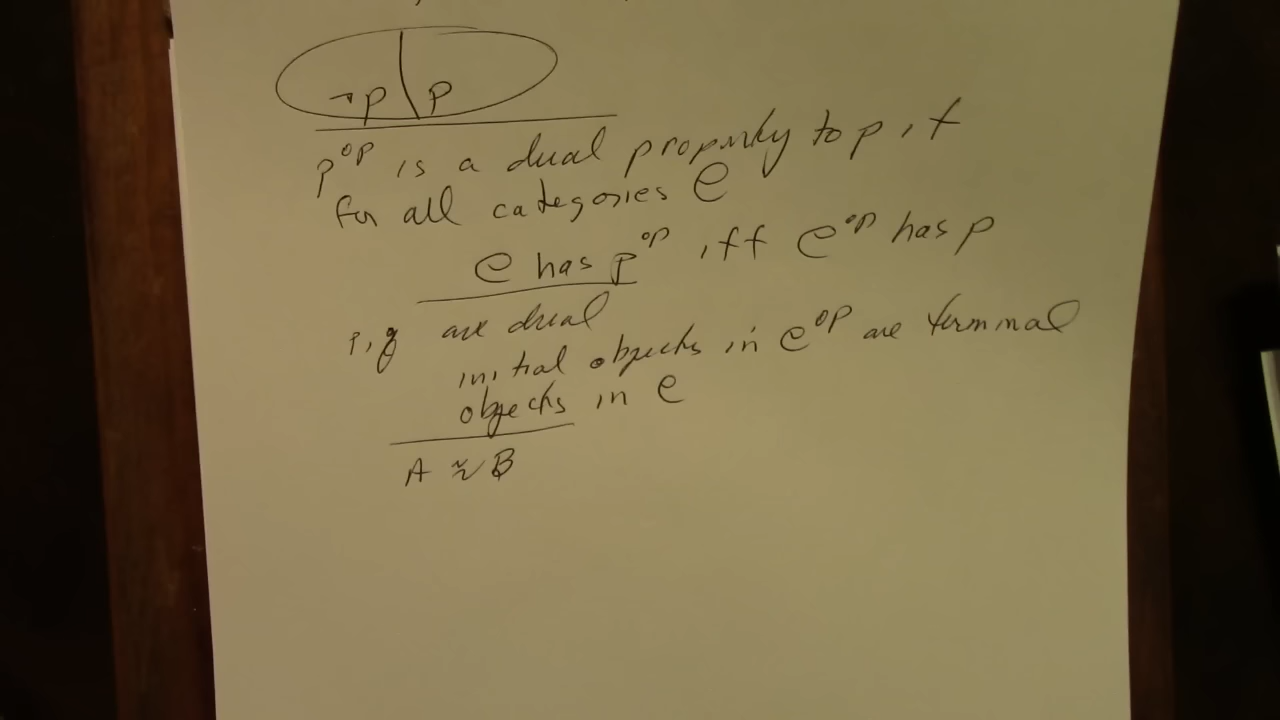 ¬p p
p^op is a dual property to p if
for all categories C
C has p^op iff C^op has p
p, q are dual
initial objects in C^op are terminal
objects in C
A ≈ B